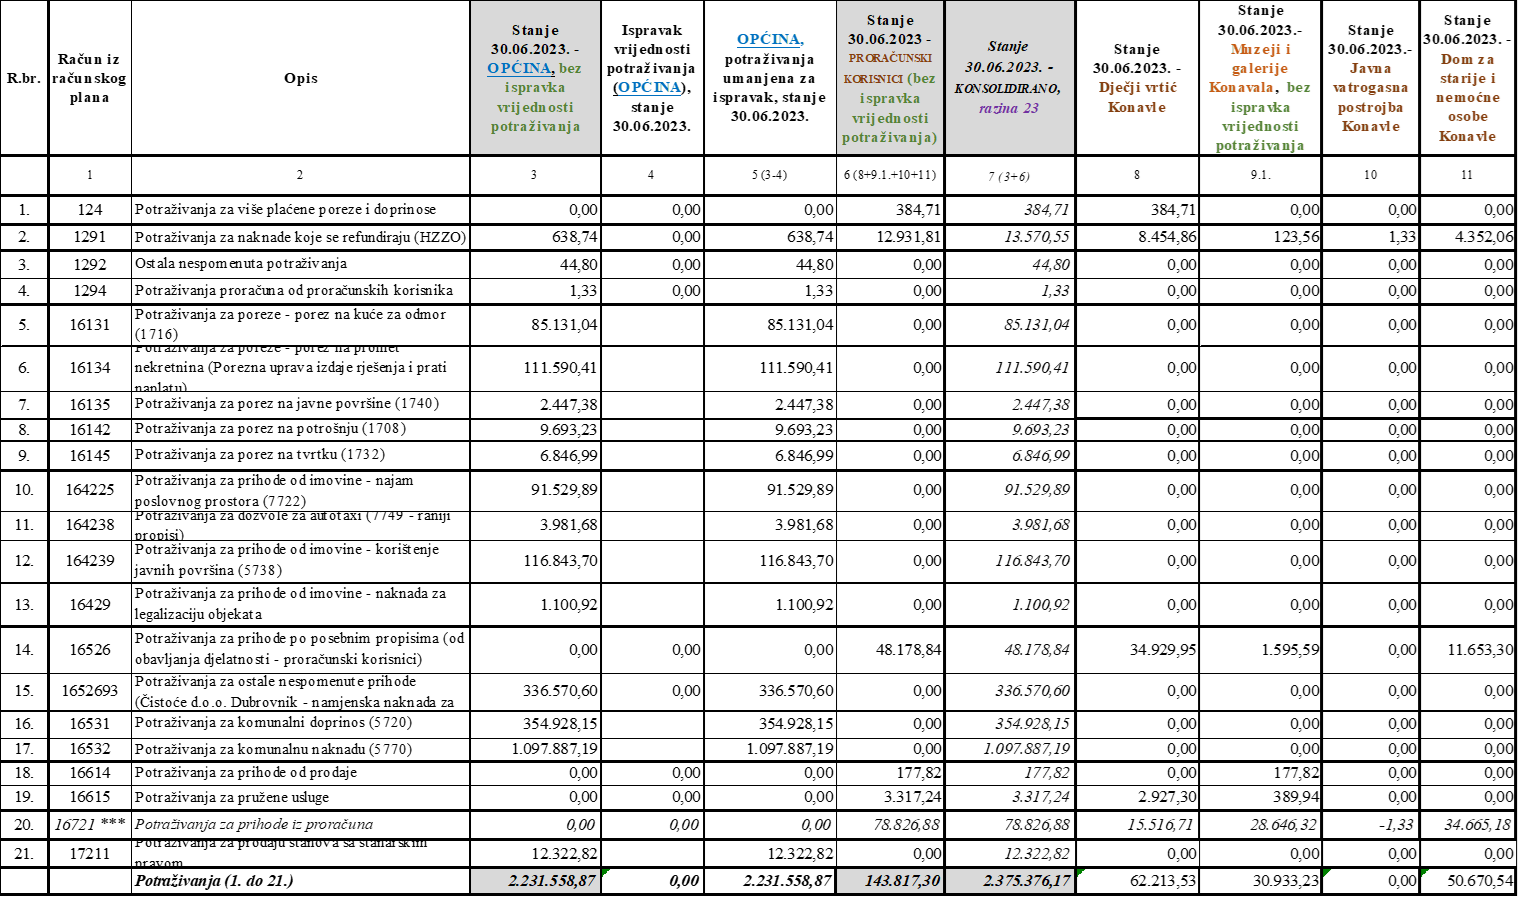 R.br.
Račun iz
računskog
plana
Opis
Stanje
30.06.2023. -
OPĆINA, bez
ispravka
vrijednosti
potraživanja
Ispravak
vrijednosti
potraživanja
(OPĆINA),
stanje
30.06.2023.
OPĆINA,
potraživanja
umanjena za
ispravak, stanje
30.06.2023.
Stanje
30.06.2023 -
PRORAČUNSKI
KORISNICI (bez
ispravka
vrijednosti
potraživanja)
Stanje
30.06.2023. -
KONSOLIDIRANO,
razina 23
Stanje
30.06.2023. -
Dječji vrtić
Konavle
Stanje
30.06.2023.-
Muzeji i
galerije
Konavala, bez
ispravka
vrijednosti
potraživanja
Stanje
30.06.2023.-
Javna
vatrogasna
postrojba
Konavle
Stanje
30.06.2023. -
Dom za
starije i
nemoćne
osobe
Konavle
1 2 3 4 5 (3-4) 6 (8+9.1.+10+11) 7 (3+6) 8 9.1. 10 11
1. 124 Potraživanja za više plaćene poreze i doprinose 0,00 0,00 0,00 384,71 384,71 384,71 0,00 0,00 0,00
2. 1291 Potraživanja za naknade koje se refundiraju (HZZO) 638,74 0,00 638,74 12.931,81 13.570,55 8.454,86 123,56 1,33 4.352,06
3. 1292 Ostala nespomenuta potraživanja 44,80 0,00 44,80 0,00 44,80 0,00 0,00 0,00 0,00
4. 1294 Potraživanja proračuna od proračunskih korisnika 1,33 0,00 1,33 0,00 1,33 0,00 0,00 0,00 0,00
5. 16131 Potraživanja za poreze - porez na kuće za odmor
(1716) 85.131,04 85.131,04 0,00 85.131,04 0,00 0,00 0,00 0,00
6. 16134 Potraživanja za poreze - porez na promet
nekretnina (Porezna uprava izdaje rješenja i prati
naplatu) 111.590,41 111.590,41 0,00 111.590,41 0,00 0,00 0,00 0,00
7. 16135 Potraživanja za porez na javne površine (1740) 2.447,38 2.447,38 0,00 2.447,38 0,00 0,00 0,00 0,00
8. 16142 Potraživanja za porez na potrošnju (1708) 9.693,23 9.693,23 0,00 9.693,23 0,00 0,00 0,00 0,00
9. 16145 Potraživanja za porez na tvrtku (1732) 6.846,99 6.846,99 0,00 6.846,99 0,00 0,00 0,00 0,00
10. 164225 Potraživanja za prihode od imovine - najam
poslovnog prostora (7722) 91.529,89 91.529,89 0,00 91.529,89 0,00 0,00 0,00 0,00
11. 164238 Potraživanja za dozvole za autotaxi (7749 - raniji
propisi) 3.981,68 3.981,68 0,00 3.981,68 0,00 0,00 0,00 0,00
12. 164239 Potraživanja za prihode od imovine - korištenje
javnih površina (5738) 116.843,70 116.843,70 0,00 116.843,70 0,00 0,00 0,00 0,00
13. 16429 Potraživanja za prihode od imovine - naknada za
legalizaciju objekata 1.100,92 1.100,92 0,00 1.100,92 0,00 0,00 0,00 0,00
14. 16526 Potraživanja za prihode po posebnim propisima (od
obavljanja djelatnosti - proračunski korisnici) 0,00 0,00 0,00 48.178,84 48.178,84 34.929,95 1.595,59 0,00 11.653,30
15. 1652693 Potraživanja za ostale nespomenute prihode
(Čistoće d.o.o. Dubrovnik - namjenska naknada za 336.570,60 0,00 336.570,60 0,00 336.570,60 0,00 0,00 0,00 0,00
16. 16531 Potraživanja za komunalni doprinos (5720) 354.928,15 354.928,15 0,00 354.928,15 0,00 0,00 0,00 0,00
17. 16532 Potraživanja za komunalnu naknadu (5770) 1.097.887,19 1.097.887,19 0,00 1.097.887,19 0,00 0,00 0,00 0,00
18. 16614 Potraživanja za prihode od prodaje 0,00 0,00 0,00 177,82 177,82 0,00 177,82 0,00 0,00
19. 16615 Potraživanja za pružene usluge 0,00 0,00 0,00 3.317,24 3.317,24 2.927,30 389,94 0,00 0,00
20. 16721 *** Potraživanja za prihode iz proračuna 0,00 0,00 0,00 78.826,88 78.826,88 15.516,71 28.646,32 -1,33 34.665,18
21. 17211 Potraživanja za prodaju stanova sa stanarskim
pravom 12.322,82 12.322,82 0,00 12.322,82 0,00 0,00 0,00 0,00
Potraživanja (1. do 21.) 2.231.558,87 0,00 2.231.558,87 143.817,30 2.375.376,17 62.213,53 30.933,23 0,00 50.670,54